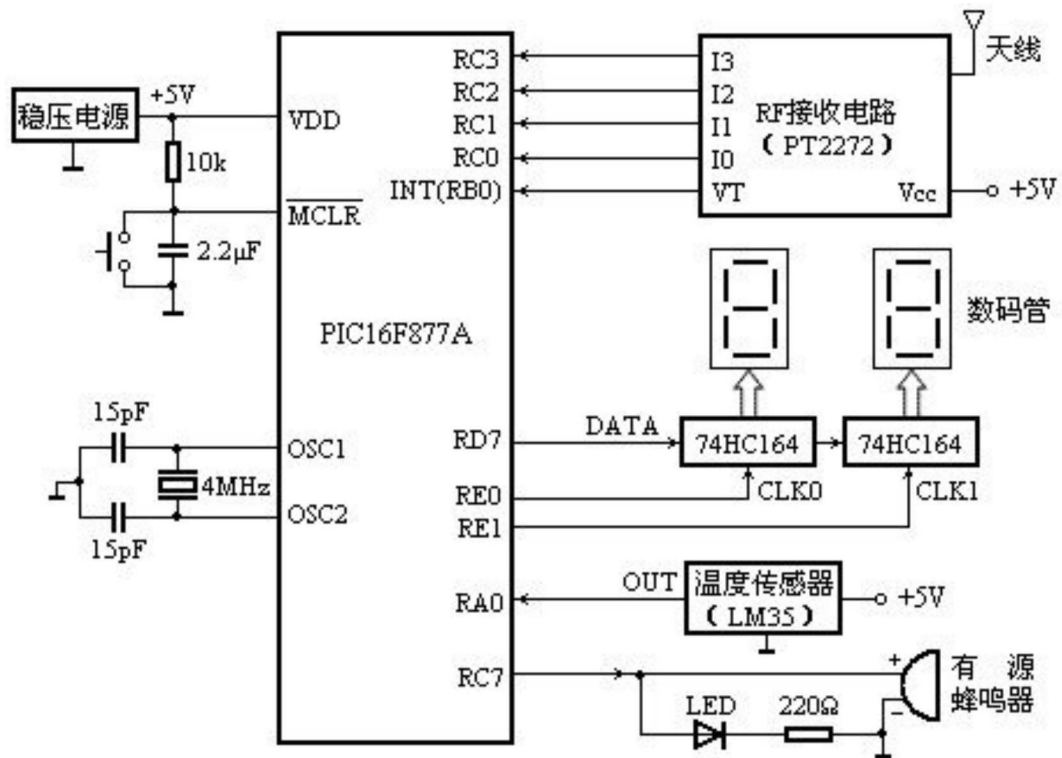 稳压电源
+5V
VDD
10k
MCLR
2.2μF
PIC16F877A
15pF
OSC1
4MHz
OSC2
15pF
RC3
RC2
RC1
RC0
INT(RB0)
RD7
RE0
RE1
RA0
RC7
I3
I2
I1
I0
VT
RF接收电路
(PT2272)
Vcc
+5V
天线
数码管
DATA
74HC164
74HC164
CLK0
CLK1
OUT
温度传感器
(LM35)
+5V
LED
220Ω
+
−
有 源
蜂鸣器